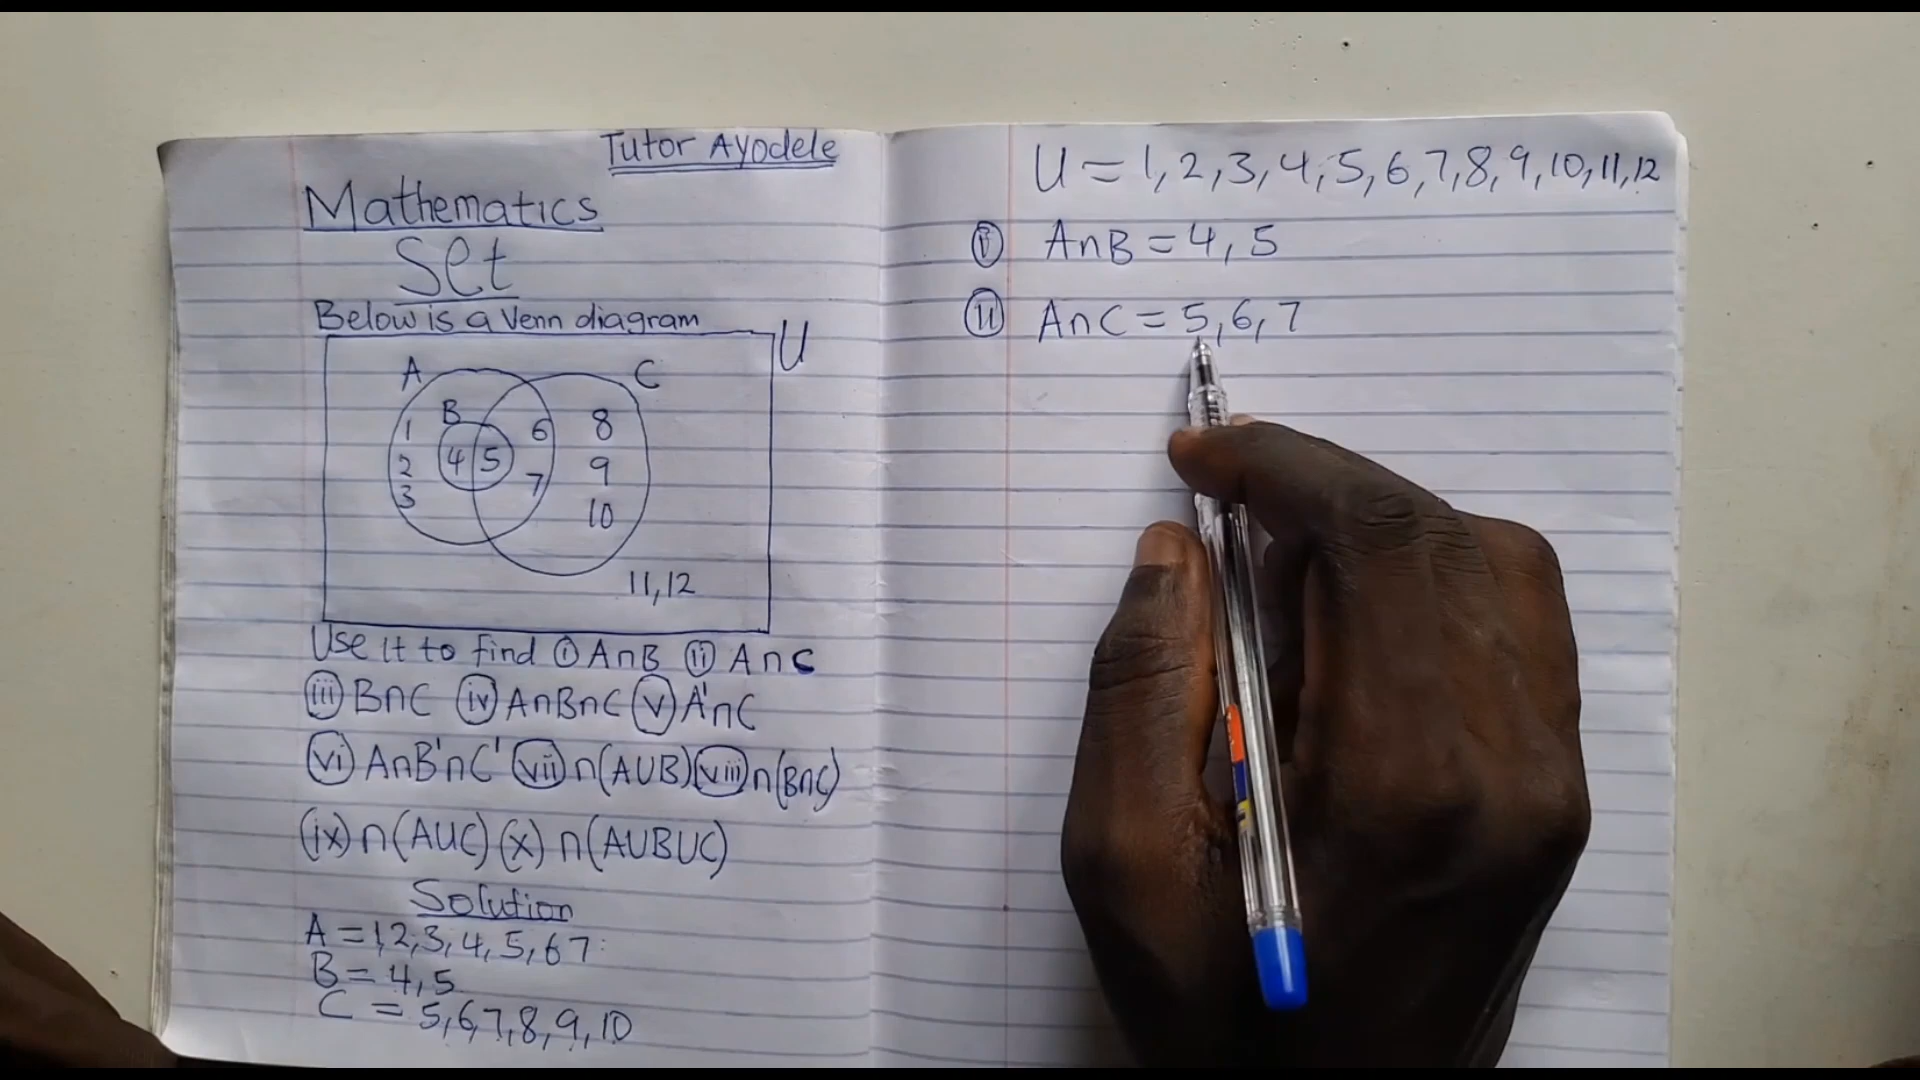 Tutor Ayodele
Mathematics
Set
Below is a Venn diagram
U
A
C
B
1
6
8
2
4
5
9
3
7
10
11,12
Use it to find (i) A∩B (ii) A∩C
(iii) B∩C (iv) A∩B∩C (v) A'∩C
(vi) A∩B'∩C' (vii) n(AUB) (viii) n(B∩C)
(ix) n(AUC) (x) n(AUBUC)
Solution
A = 1,2,3,4,5,6 7
B = 4,5
C = 5,6,7,8,9,10
U = 1,2,3,4,5,6,7,8,9,10,11,12
(i) A∩B = 4,5
(ii) A∩C = 5,6,7